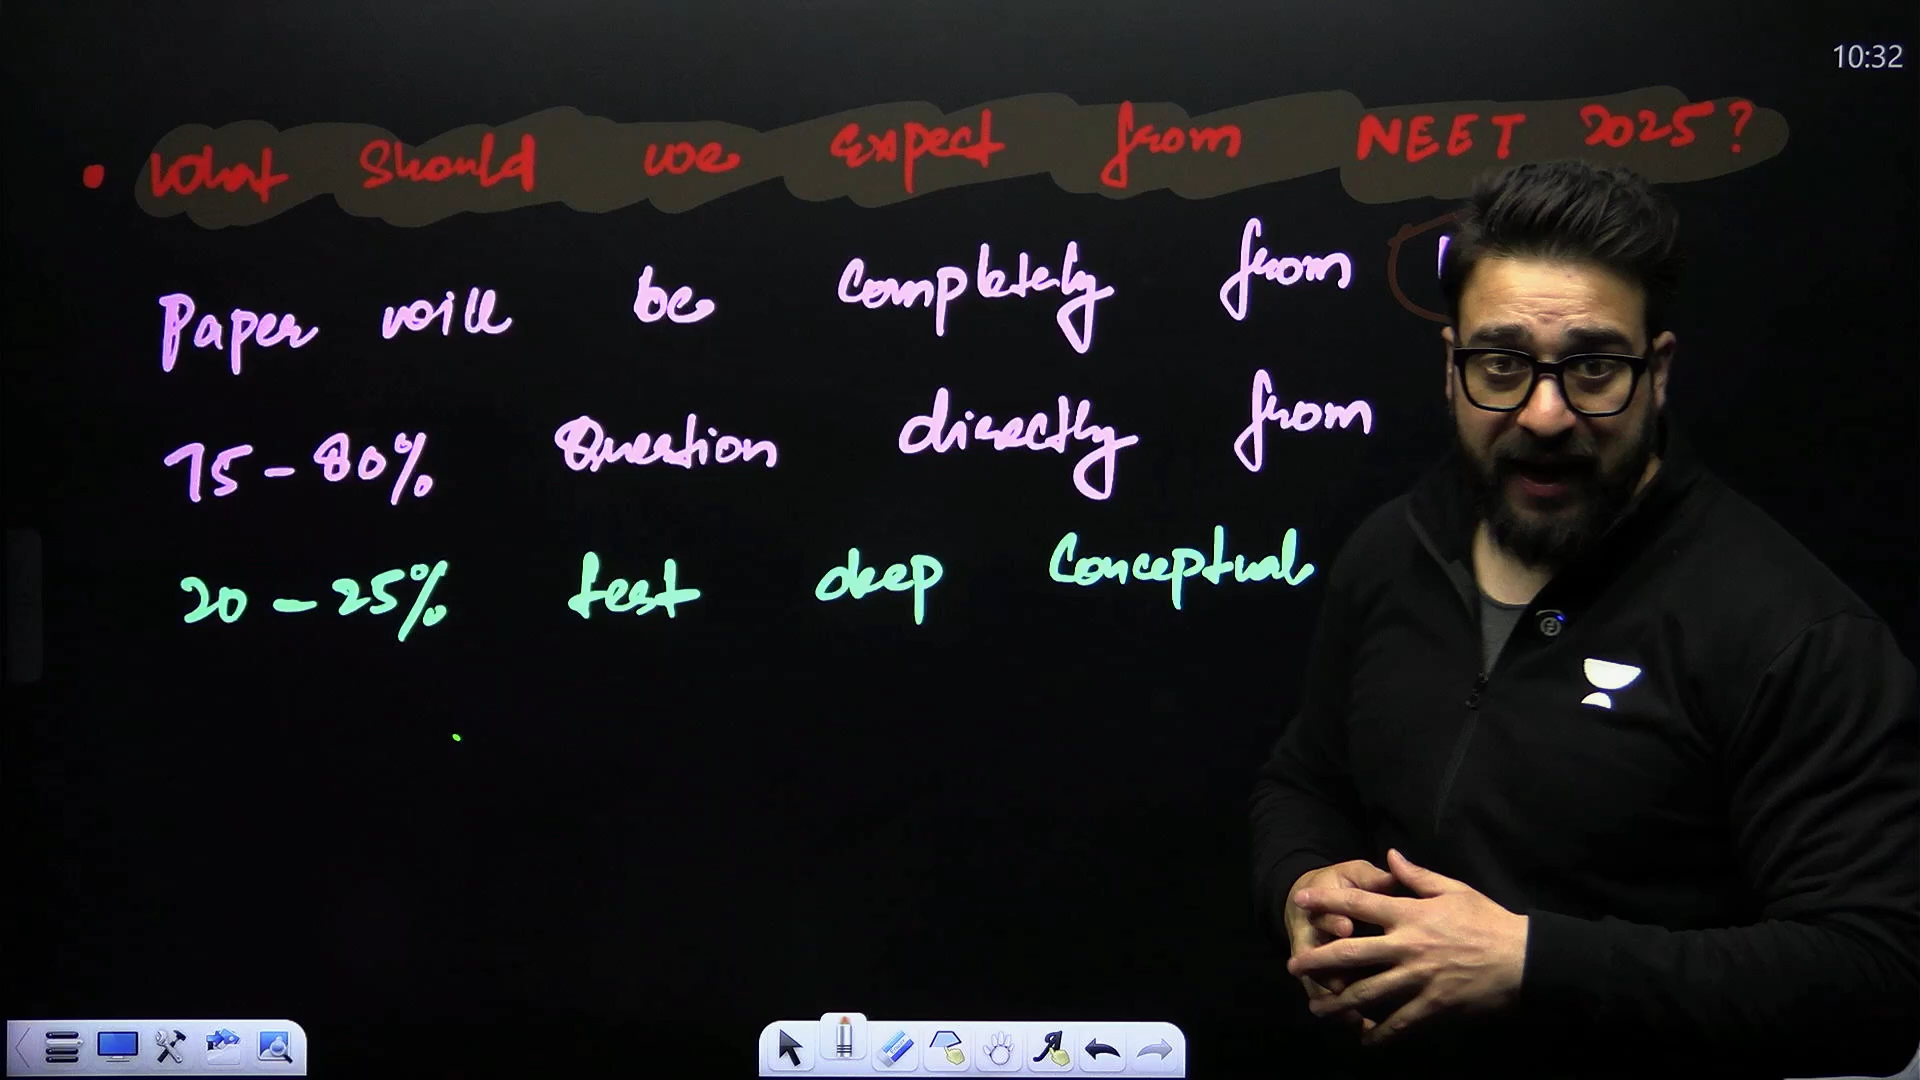 10:32
• What should we expect from NEET 2025?
Paper will be completely from
75-80% Question directly from
20-25% test deep Conceptual